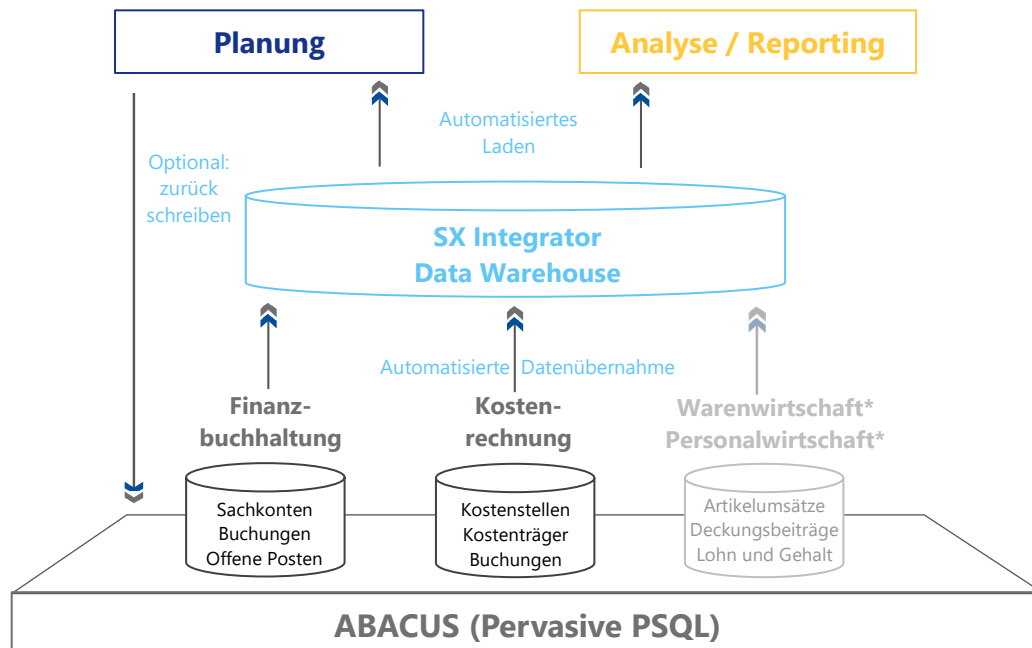 Planung
Analyse / Reporting
Automatisiertes
Laden
Optional:
zurück
schreiben
SX Integrator
Data Warehouse
Automatisierte Datenübernahme
Finanz-
buchhaltung
Kosten-
rechnung
Warenwirtschaft*
Personalwirtschaft*
Sachkonten
Buchungen
Offene Posten
Kostenstellen
Kostenträger
Buchungen
Artikelumsätze
Deckungsbeiträge
Lohn und Gehalt
ABACUS (Pervasive PSQL)